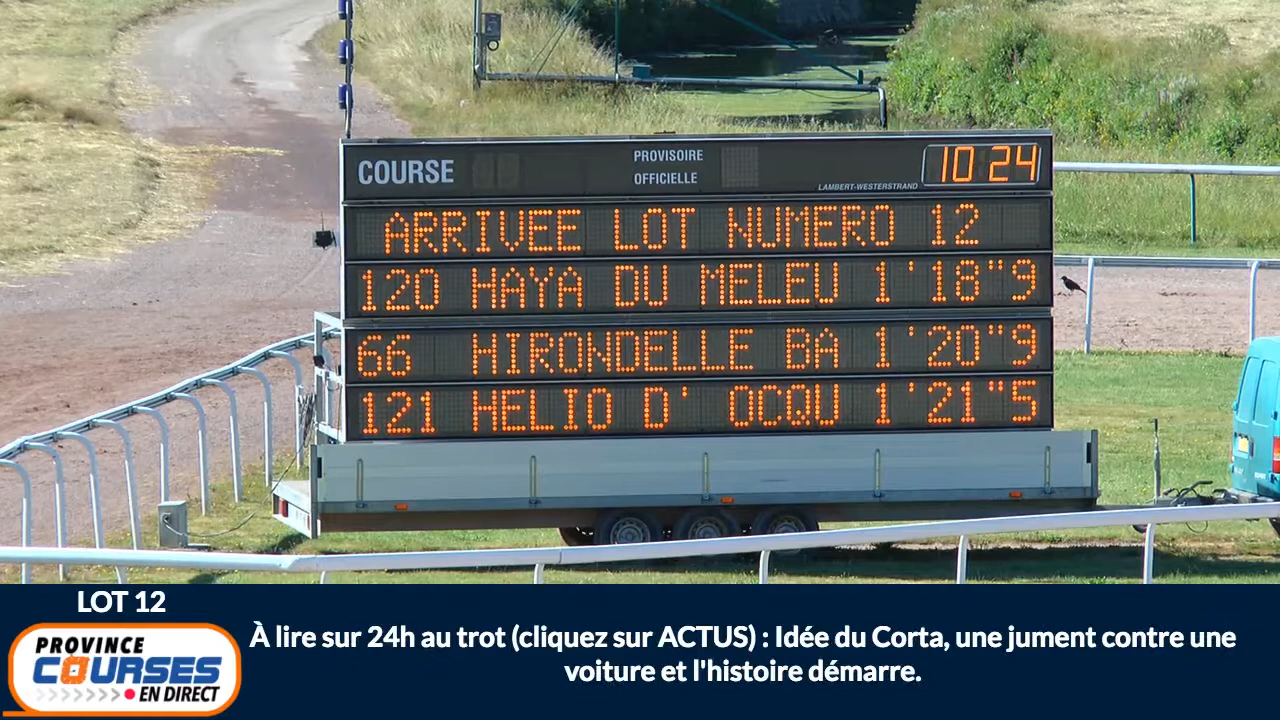 COURSE
PROVISOIRE
OFFICIELLE
10 24
LAMBERT-WESTERSTRAND
ARRIVEE LOT NUMERO 12
120 HAYA DU MELEU 1'18"9
66 HIRONDELLE BA 1'20"9
121 HELIO D' OCQU 1'21"5
LOT 12
PROVINCE
COURSES
EN DIRECT
À lire sur 24h au trot (cliquez sur ACTUS) : Idée du Corta, une jument contre une
voiture et l'histoire démarre.